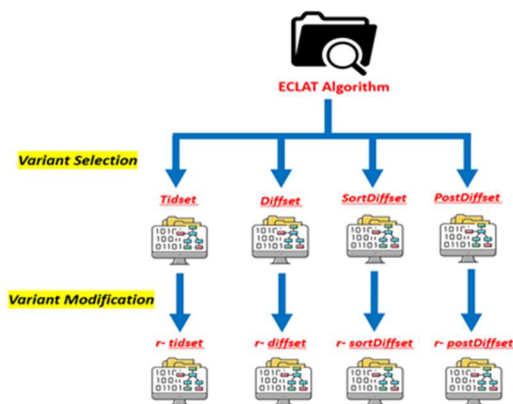 ECLAT Algorithm
Variant Selection
Tidset Diffset SortDiffset PostDiffset
Variant Modification
r- tidset r- diffset r- sortDiffset r- postDiffset